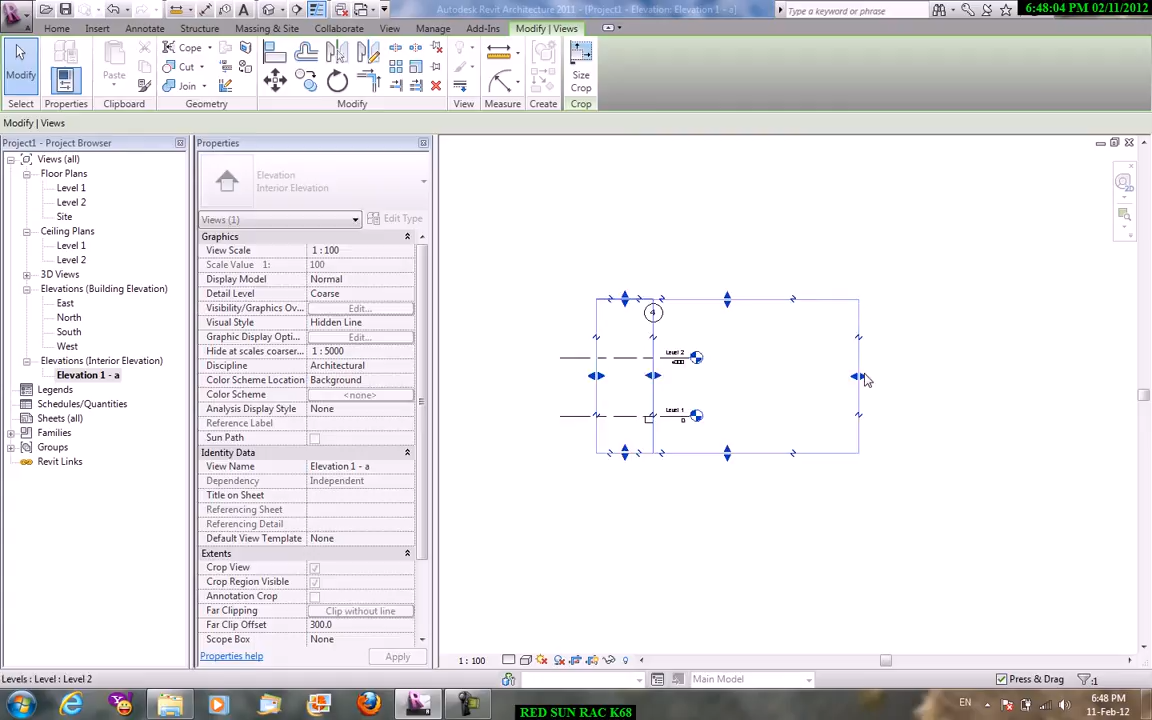 Autodesk Revit Architecture 2011 - [Project1 - Elevation: Elevation 1 - a]
Type a keyword or phrase
6:48:04 PM 02/11/2012
Home Insert Annotate Structure Massing & Site Collaborate View Manage Add-Ins Modify | Views
Modify
Paste
Cope
Cut
Join
Size
Crop
Select Properties Clipboard Geometry Modify View Measure Create Crop
Modify | Views
Project1 - Project Browser
Views (all)
Floor Plans
Level 1
Level 2
Site
Ceiling Plans
Level 1
Level 2
3D Views
Elevations (Building Elevation)
East
North
South
West
Elevations (Interior Elevation)
Elevation 1 - a
Legends
Schedules/Quantities
Sheets (all)
Families
Groups
Revit Links
Properties
Elevation
Interior Elevation
Views (1)
Edit Type
Graphics
View Scale 1 : 100
Scale Value 1: 100
Display Model Normal
Detail Level Coarse
Visibility/Graphics Ov... Edit...
Visual Style Hidden Line
Graphic Display Opti... Edit...
Hide at scales coarser... 1 : 5000
Discipline Architectural
Color Scheme Location Background
Color Scheme <none>
Analysis Display Style None
Reference Label
Sun Path
Identity Data
View Name Elevation 1 - a
Dependency Independent
Title on Sheet
Referencing Sheet
Referencing Detail
Default View Template None
Extents
Crop View
Crop Region Visible
Annotation Crop
Far Clipping Clip without line
Far Clip Offset 300.0
Scope Box None
Properties help
Apply
4
Level 2
Level 1
0
2D
1 : 100
Levels : Level : Level 2
Main Model
Press & Drag
:1
EN
6:48 PM
11-Feb-12
RED SUN RAC K68